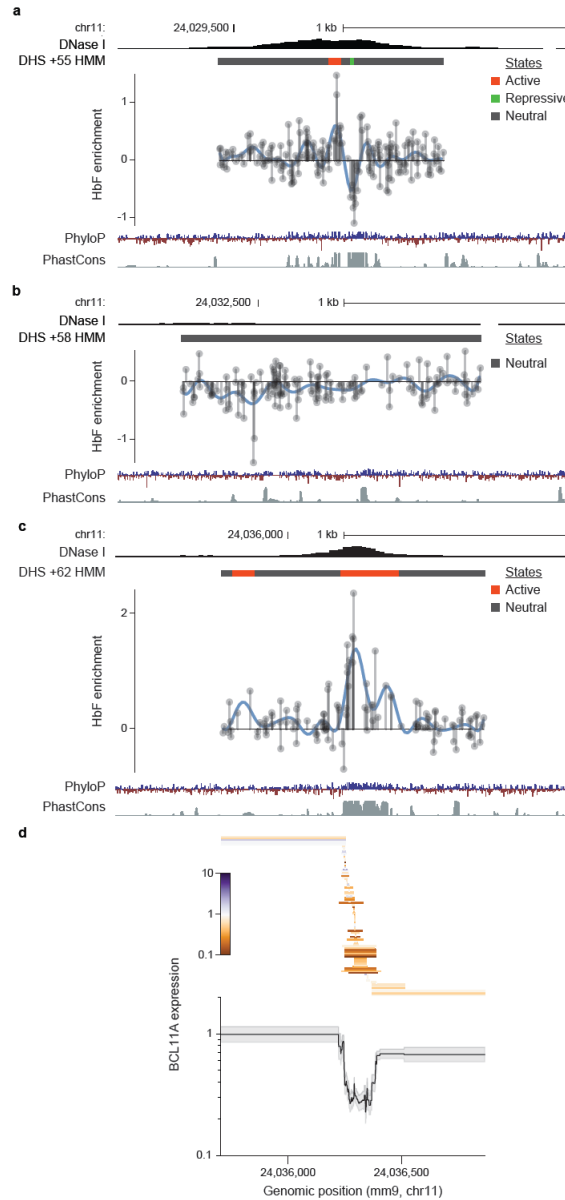 a
chr11: 24,029,500 1 kb
DNase I
DHS +55 HMM States
Active
Repressive
Neutral
1
0
-1
HbF enrichment
PhyloP
PhastCons
b
chr11: 24,032,500 1 kb
DNase I
DHS +58 HMM States
Neutral
0
-1
HbF enrichment
PhyloP
PhastCons
c
chr11: 24,036,000 1 kb
DNase I
DHS +62 HMM States
Active
Neutral
2
0
HbF enrichment
PhyloP
PhastCons
d
10
1
0.1
BCL11A expression
1
0.1
24,036,000 24,036,500
Genomic position (mm9, chr11)